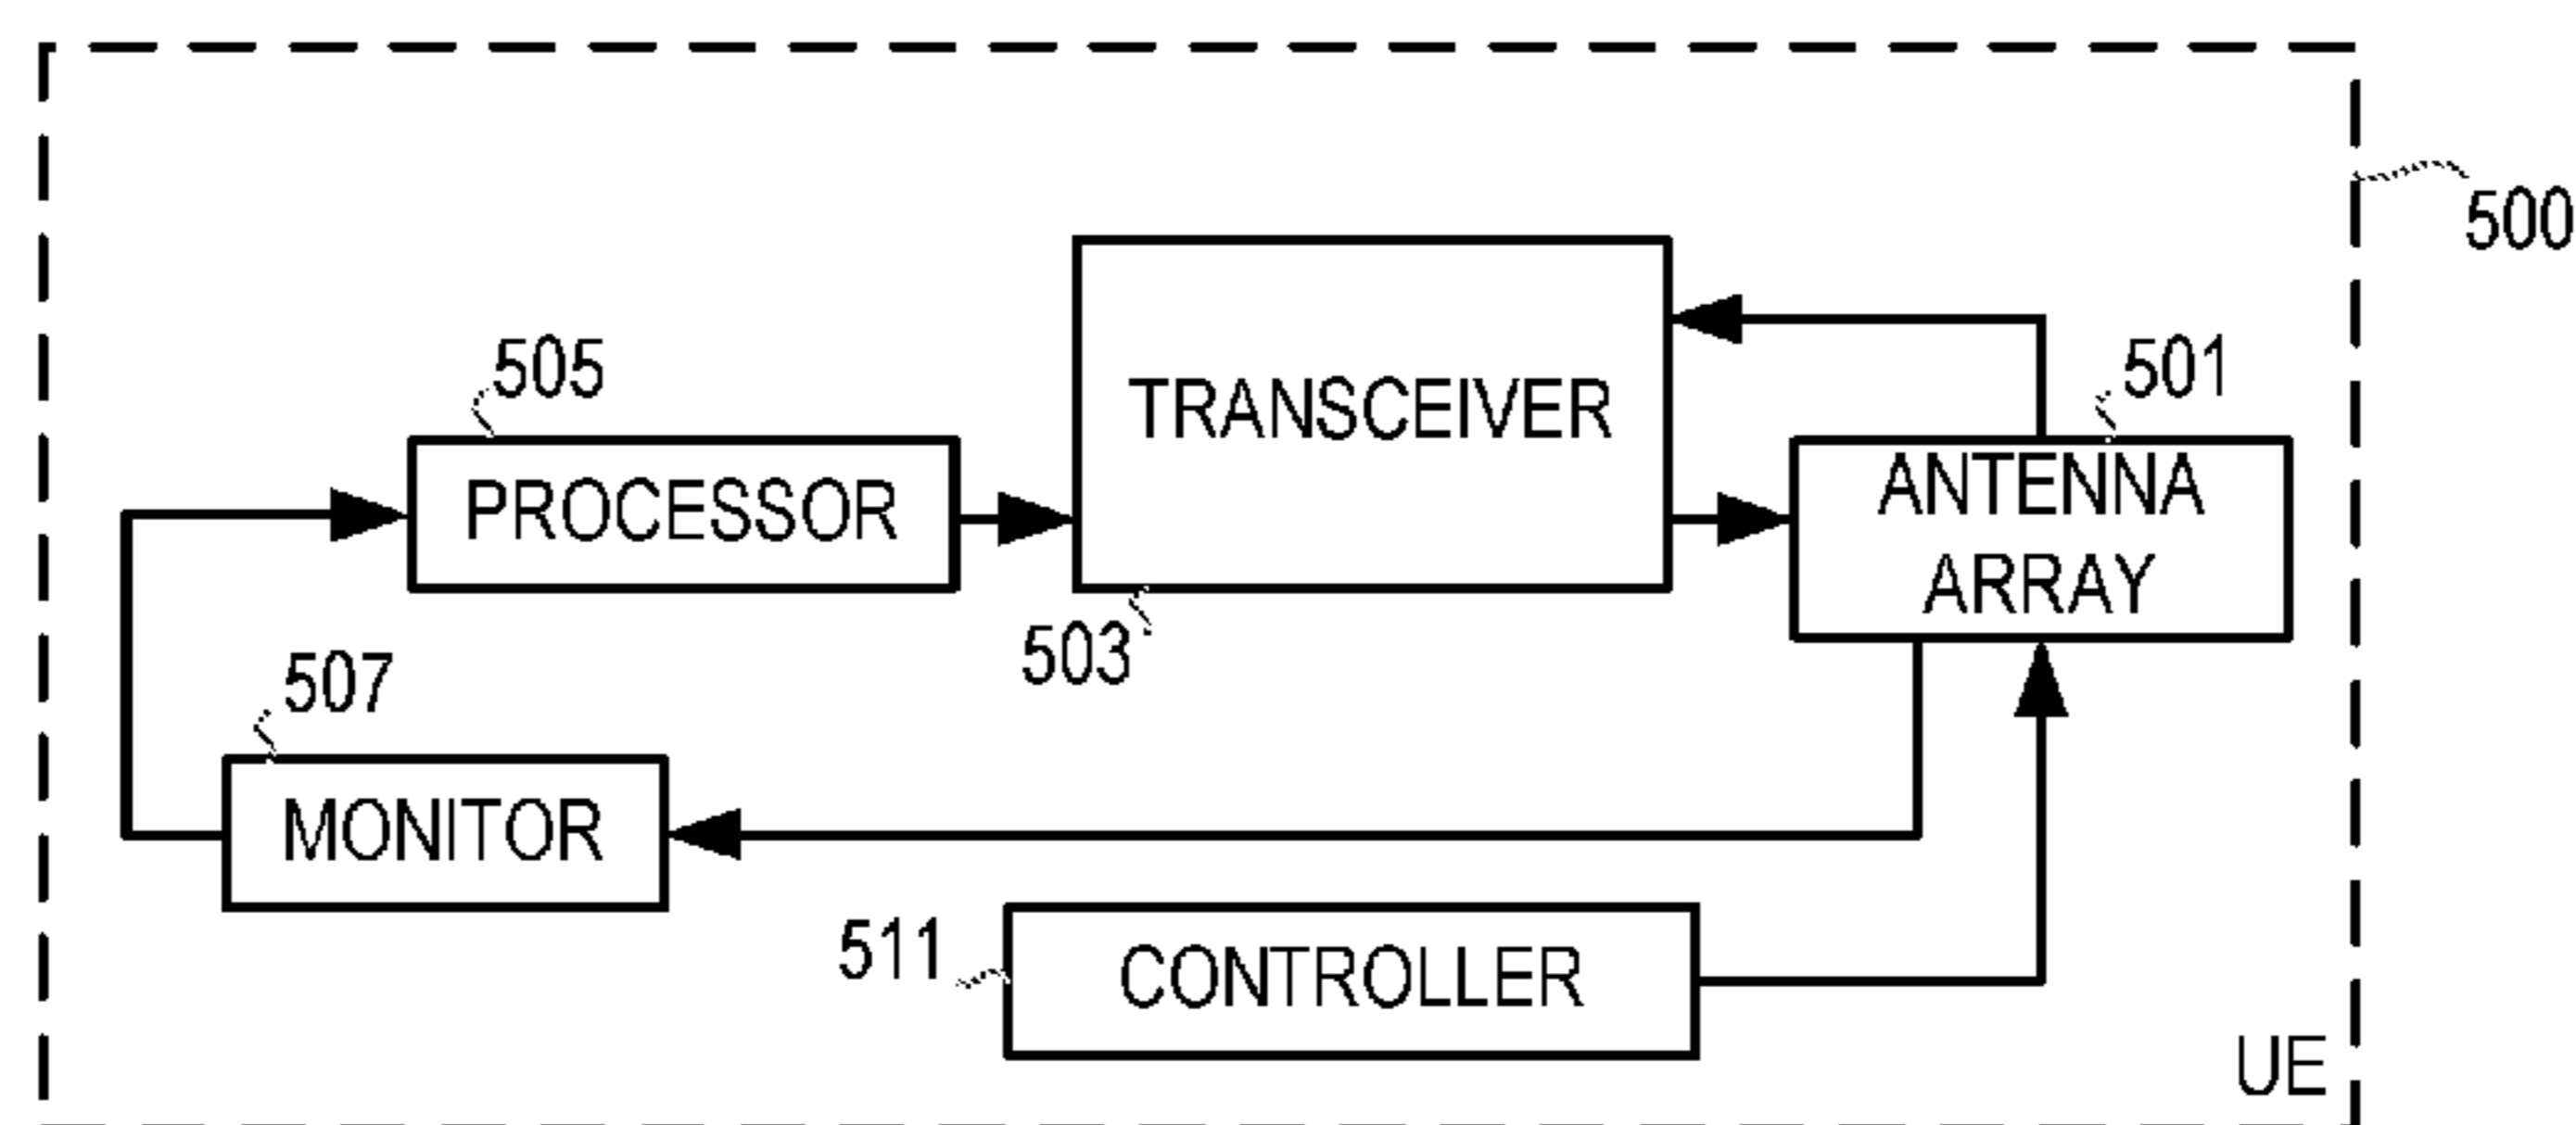 500
505
TRANSCEIVER
501
PROCESSOR
ANTENNA
ARRAY
503
507
MONITOR
511
CONTROLLER
UE